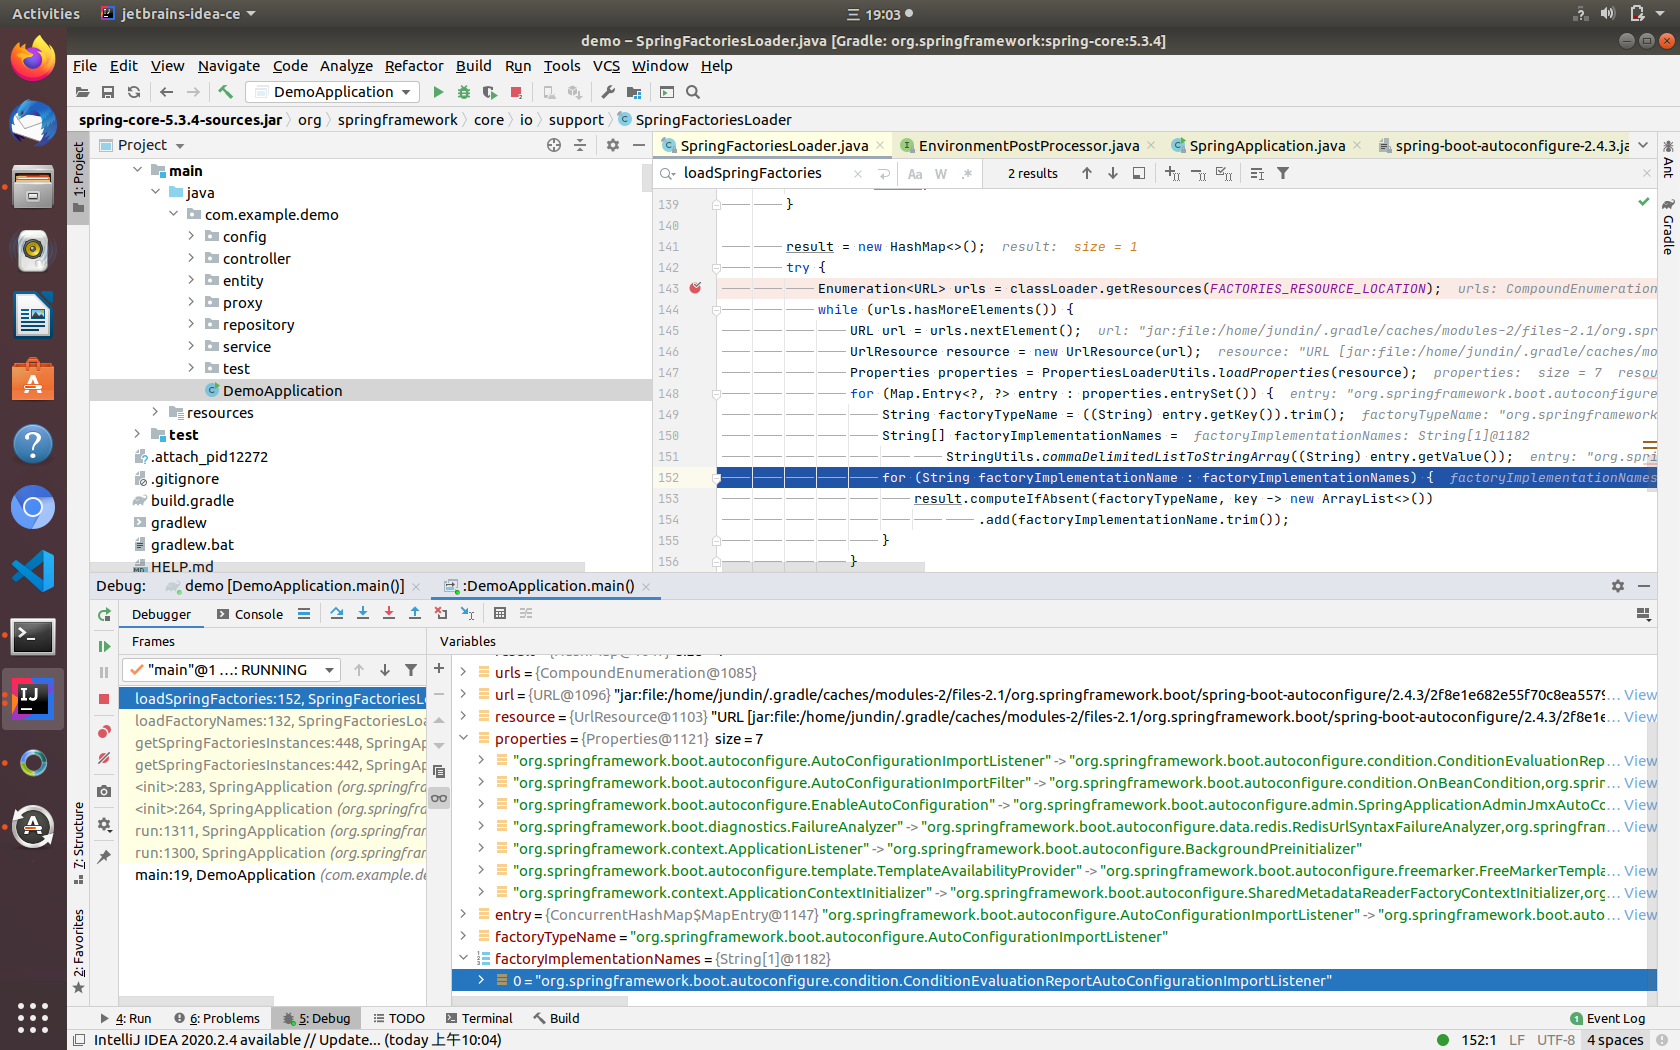 Activities jetbrains-idea-ce 三 19:03
demo – SpringFactoriesLoader.java [Gradle: org.springframework:spring-core:5.3.4]
File Edit View Navigate Code Analyze Refactor Build Run Tools VCS Window Help
DemoApplication
spring-core-5.3.4-sources.jar org springframework core io support SpringFactoriesLoader
1: Project
Project
main
java
com.example.demo
config
controller
entity
proxy
repository
service
test
DemoApplication
resources
test
.attach_pid12272
.gitignore
build.gradle
gradlew
gradlew.bat
HELP.md
SpringFactoriesLoader.java EnvironmentPostProcessor.java SpringApplication.java spring-boot-autoconfigure-2.4.3.ja
loadSpringFactories Aa W .* 2 results
Ant
Gradle
139 }
140
141 result = new HashMap<>(); result: size = 1
142 try {
143 Enumeration<URL> urls = classLoader.getResources(FACTORIES_RESOURCE_LOCATION); urls: CompoundEnumeration
144 while (urls.hasMoreElements()) {
145 URL url = urls.nextElement(); url: "jar:file:/home/jundin/.gradle/caches/modules-2/files-2.1/org.spr
146 UrlResource resource = new UrlResource(url); resource: "URL [jar:file:/home/jundin/.gradle/caches/mo
147 Properties properties = PropertiesLoaderUtils.loadProperties(resource); properties: size = 7 resou
148 for (Map.Entry<?, ?> entry : properties.entrySet()) { entry: "org.springframework.boot.autoconfigure
149 String factoryTypeName = ((String) entry.getKey()).trim(); factoryTypeName: "org.springframework
150 String[] factoryImplementationNames = factoryImplementationNames: String[1]@1182
151 StringUtils.commaDelimitedListToStringArray((String) entry.getValue()); entry: "org.spri
152 for (String factoryImplementationName : factoryImplementationNames) { factoryImplementationNames
153 result.computeIfAbsent(factoryTypeName, key -> new ArrayList<>())
154 .add(factoryImplementationName.trim());
155 }
156 }
Debug: demo [DemoApplication.main()] :DemoApplication.main()
Debugger Console
Frames
"main"@1 ...: RUNNING
loadSpringFactories:152, SpringFactoriesL
loadFactoryNames:132, SpringFactoriesLoa
getSpringFactoriesInstances:448, SpringAp
getSpringFactoriesInstances:442, SpringAp
<init>:283, SpringApplication (org.springfra
<init>:264, SpringApplication (org.springfra
run:1311, SpringApplication (org.springfran
run:1300, SpringApplication (org.springfran
main:19, DemoApplication (com.example.de
Variables
urls = {CompoundEnumeration@1085}
url = {URL@1096} "jar:file:/home/jundin/.gradle/caches/modules-2/files-2.1/org.springframework.boot/spring-boot-autoconfigure/2.4.3/2f8e1e682e55f70c8ea5579... View
resource = {UrlResource@1103} "URL [jar:file:/home/jundin/.gradle/caches/modules-2/files-2.1/org.springframework.boot/spring-boot-autoconfigure/2.4.3/2f8e1e... View
properties = {Properties@1121} size = 7
"org.springframework.boot.autoconfigure.AutoConfigurationImportListener" -> "org.springframework.boot.autoconfigure.condition.ConditionEvaluationRep... View
"org.springframework.boot.autoconfigure.AutoConfigurationImportFilter" -> "org.springframework.boot.autoconfigure.condition.OnBeanCondition,org.sprin... View
"org.springframework.boot.autoconfigure.EnableAutoConfiguration" -> "org.springframework.boot.autoconfigure.admin.SpringApplicationAdminJmxAutoCo... View
"org.springframework.boot.diagnostics.FailureAnalyzer" -> "org.springframework.boot.autoconfigure.data.redis.RedisUrlSyntaxFailureAnalyzer,org.springfram... View
"org.springframework.context.ApplicationListener" -> "org.springframework.boot.autoconfigure.BackgroundPreinitializer"
"org.springframework.boot.autoconfigure.template.TemplateAvailabilityProvider" -> "org.springframework.boot.autoconfigure.freemarker.FreeMarkerTempla... View
"org.springframework.context.ApplicationContextInitializer" -> "org.springframework.boot.autoconfigure.SharedMetadataReaderFactoryContextInitializer,org... View
entry = {ConcurrentHashMap$MapEntry@1147} "org.springframework.boot.autoconfigure.AutoConfigurationImportListener" -> "org.springframework.boot.auto... View
factoryTypeName = "org.springframework.boot.autoconfigure.AutoConfigurationImportListener"
factoryImplementationNames = {String[1]@1182}
0 = "org.springframework.boot.autoconfigure.condition.ConditionEvaluationReportAutoConfigurationImportListener"
7: Structure
2: Favorites
4: Run 6: Problems 5: Debug TODO Terminal Build 1 Event Log
IntelliJ IDEA 2020.2.4 available // Update... (today 上午10:04) 152:1 LF UTF-8 4 spaces